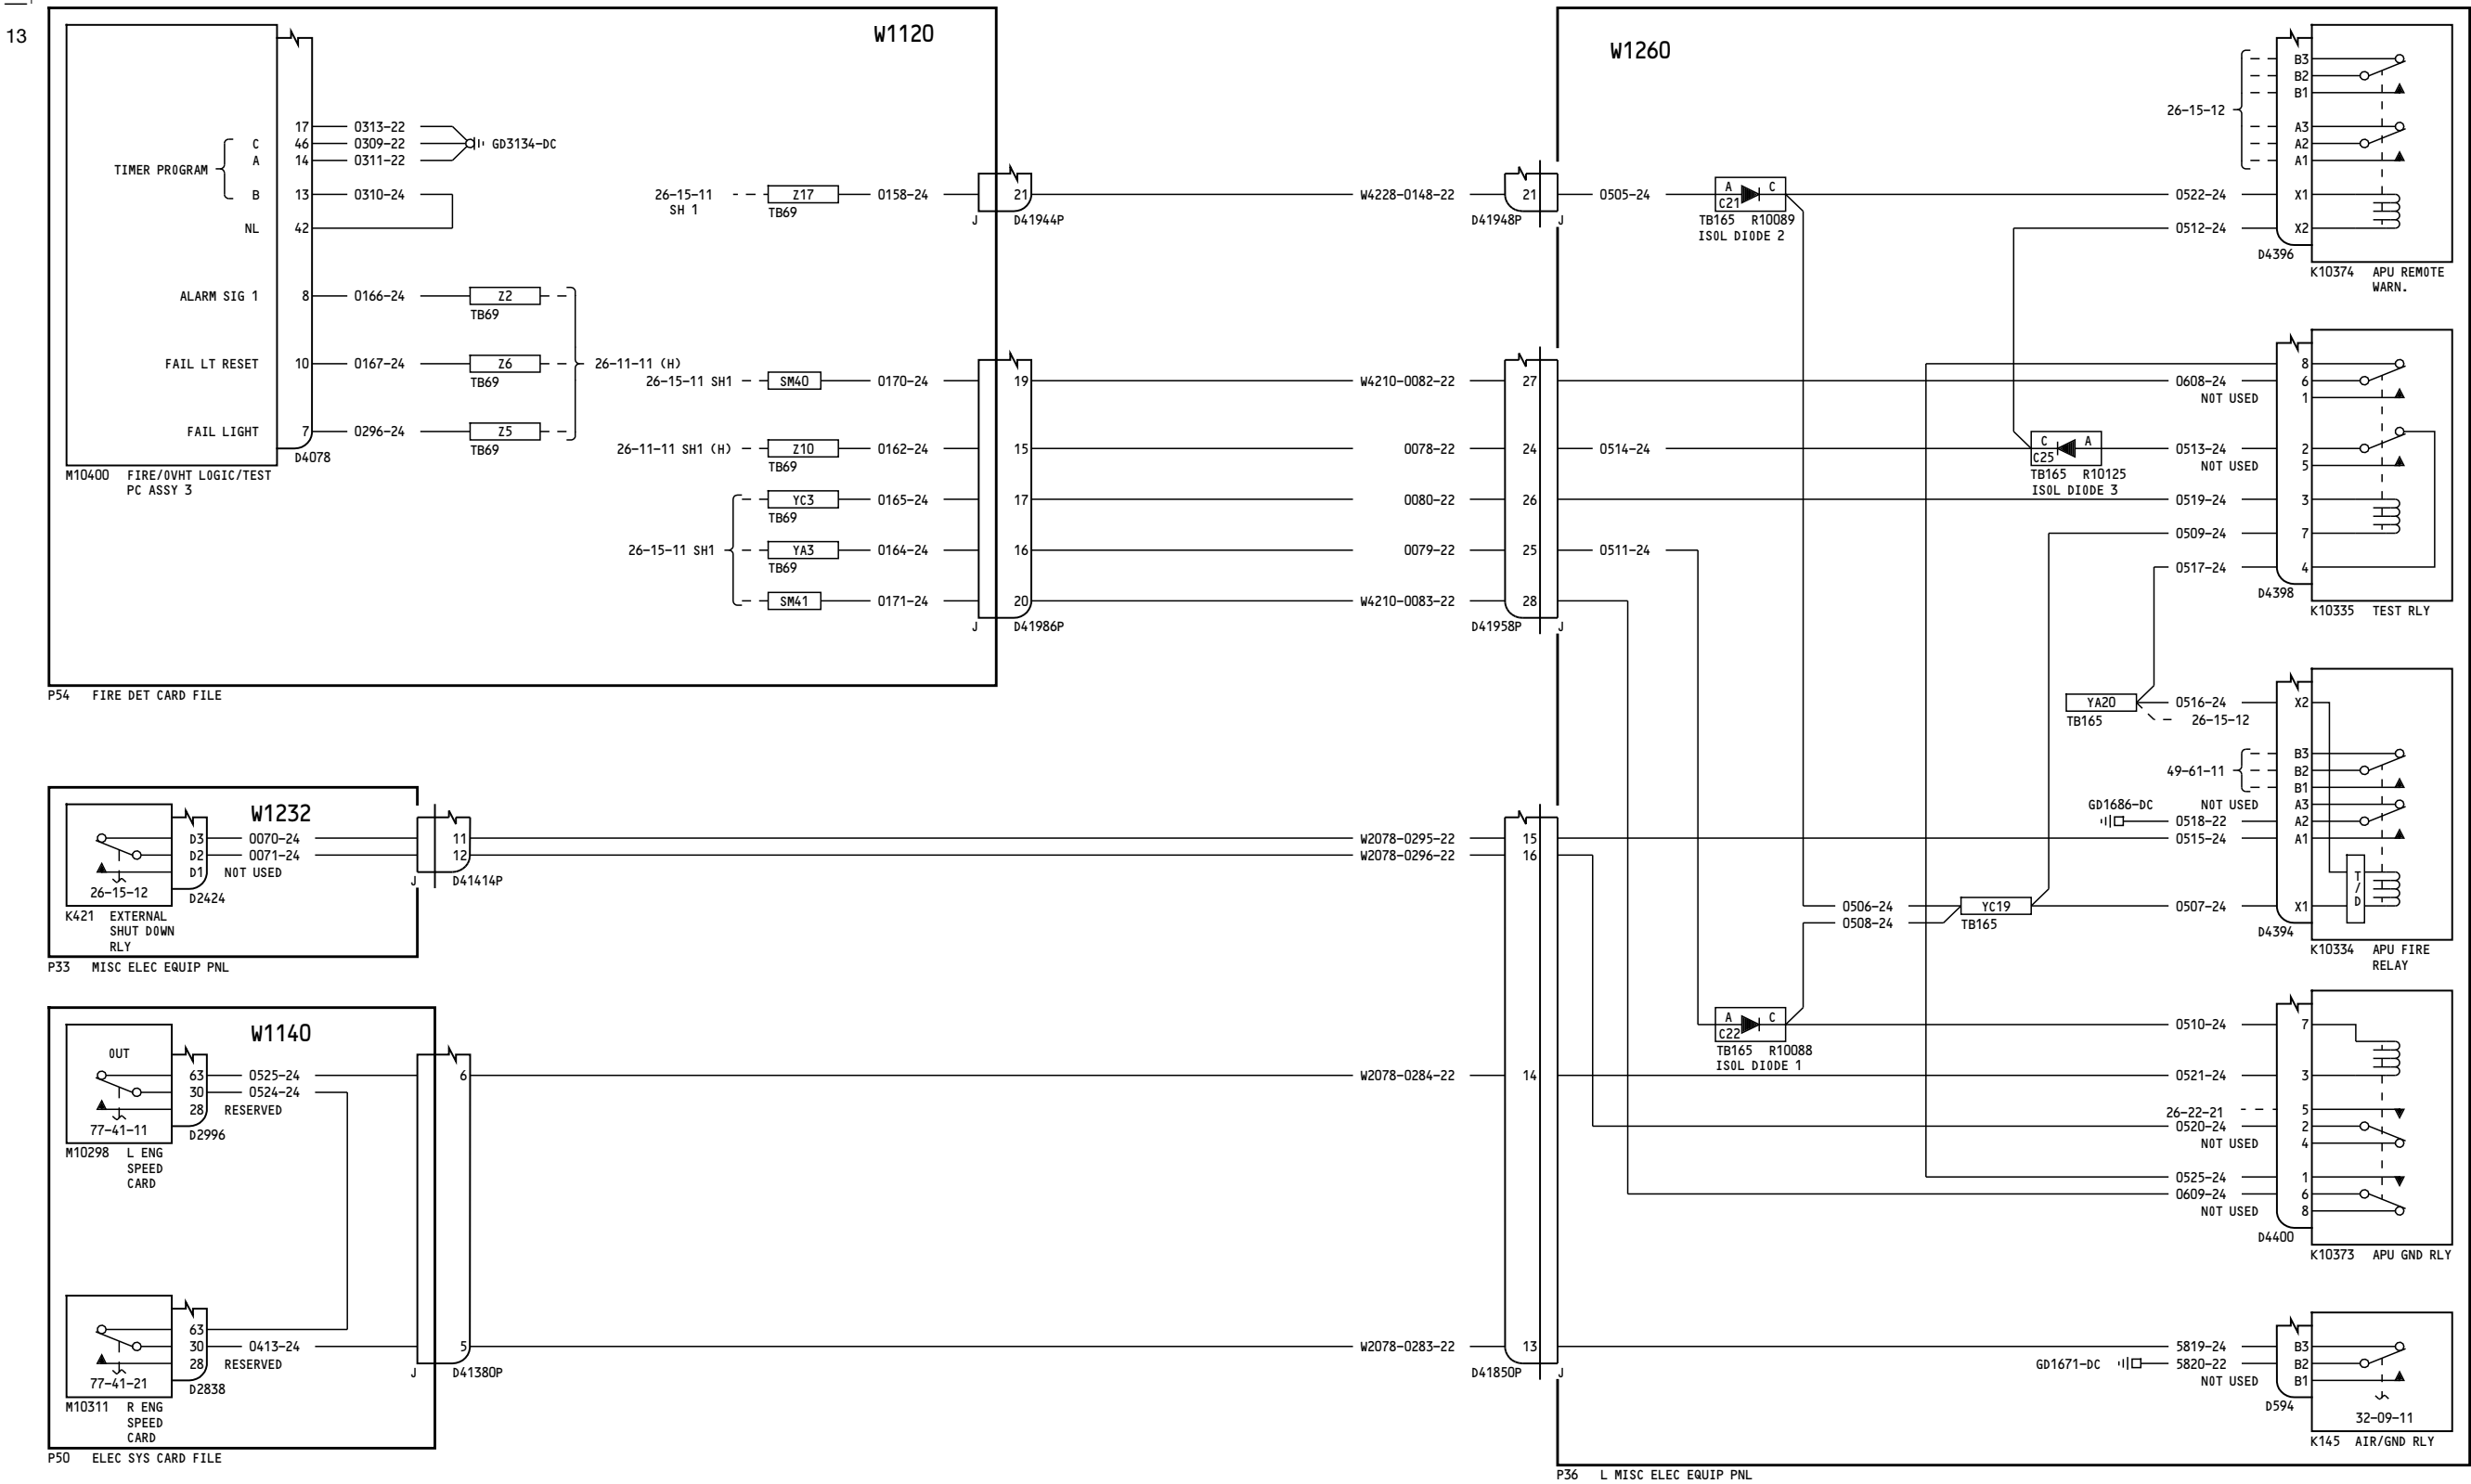 13
W1120
17 0313-22
C 46 0309-22 GD3134-DC
A 14 0311-22
TIMER PROGRAM
B 13 0310-24
NL 42
ALARM SIG 1 8 0166-24 Z2
TB69
FAIL LT RESET 10 0167-24 Z6 26-11-11 (H)
TB69
FAIL LIGHT 7 0296-24 Z5
TB69
D4078
M10400 FIRE/OVHT LOGIC/TEST
PC ASSY 3
26-15-11 Z17 0158-24 21
SH 1 TB69
J D41944P
26-15-11 SH1 SM40 0170-24 19
26-11-11 SH1 (H) Z10 0162-24 15
TB69
YC3 0165-24 17
TB69
26-15-11 SH1 YA3 0164-24 16
TB69
SM41 0171-24 20
J D41986P
P54 FIRE DET CARD FILE
W1232
D3 0070-24 11
D2 0071-24 12
D1 NOT USED
26-15-12 D2424
J D41414P
K421 EXTERNAL
SHUT DOWN
RLY
P33 MISC ELEC EQUIP PNL
W1140
OUT
63 0525-24 6
30 0524-24
28 RESERVED
77-41-11 D2996
M10298 L ENG
SPEED
CARD
63
30 0413-24 5
28 RESERVED
77-41-21 D2838
J D41380P
M10311 R ENG
SPEED
CARD
P50 ELEC SYS CARD FILE
W4228-0148-22 21
D41948P J
W4210-0082-22 27
0078-22 24
0080-22 26
0079-22 25
W4210-0083-22 28
D41958P J
W2078-0295-22 15
W2078-0296-22 16
W2078-0284-22 14
W2078-0283-22 13
D41850P J
W1260
0505-24 A C
C21
TB165 R10089
ISOL DIODE 2
0514-24
0511-24
C A
C25
TB165 R10125
ISOL DIODE 3
0506-24
0508-24
YC19
TB165
A C
C22
TB165 R10088
ISOL DIODE 1
26-15-12
B3
B2
B1
A3
A2
A1
0522-24 X1
0512-24 X2
D4396
K10374 APU REMOTE
WARN.
8
0608-24 6
NOT USED 1
0513-24 2
NOT USED 5
0519-24 3
0509-24 7
0517-24 4
D4398
K10335 TEST RLY
YA20 0516-24 X2
TB165 26-15-12
B3
49-61-11 B2
B1
GD1686-DC NOT USED A3
0518-22 A2
0515-24 A1
T/D
0507-24 X1
D4394
K10334 APU FIRE
RELAY
0510-24 7
0521-24 3
26-22-21 5
0520-24 2
NOT USED 4
0525-24 1
0609-24 6
NOT USED 8
D4400
K10373 APU GND RLY
5819-24 B3
GD1671-DC 5820-22 B2
NOT USED B1
D594
32-09-11
K145 AIR/GND RLY
P36 L MISC ELEC EQUIP PNL